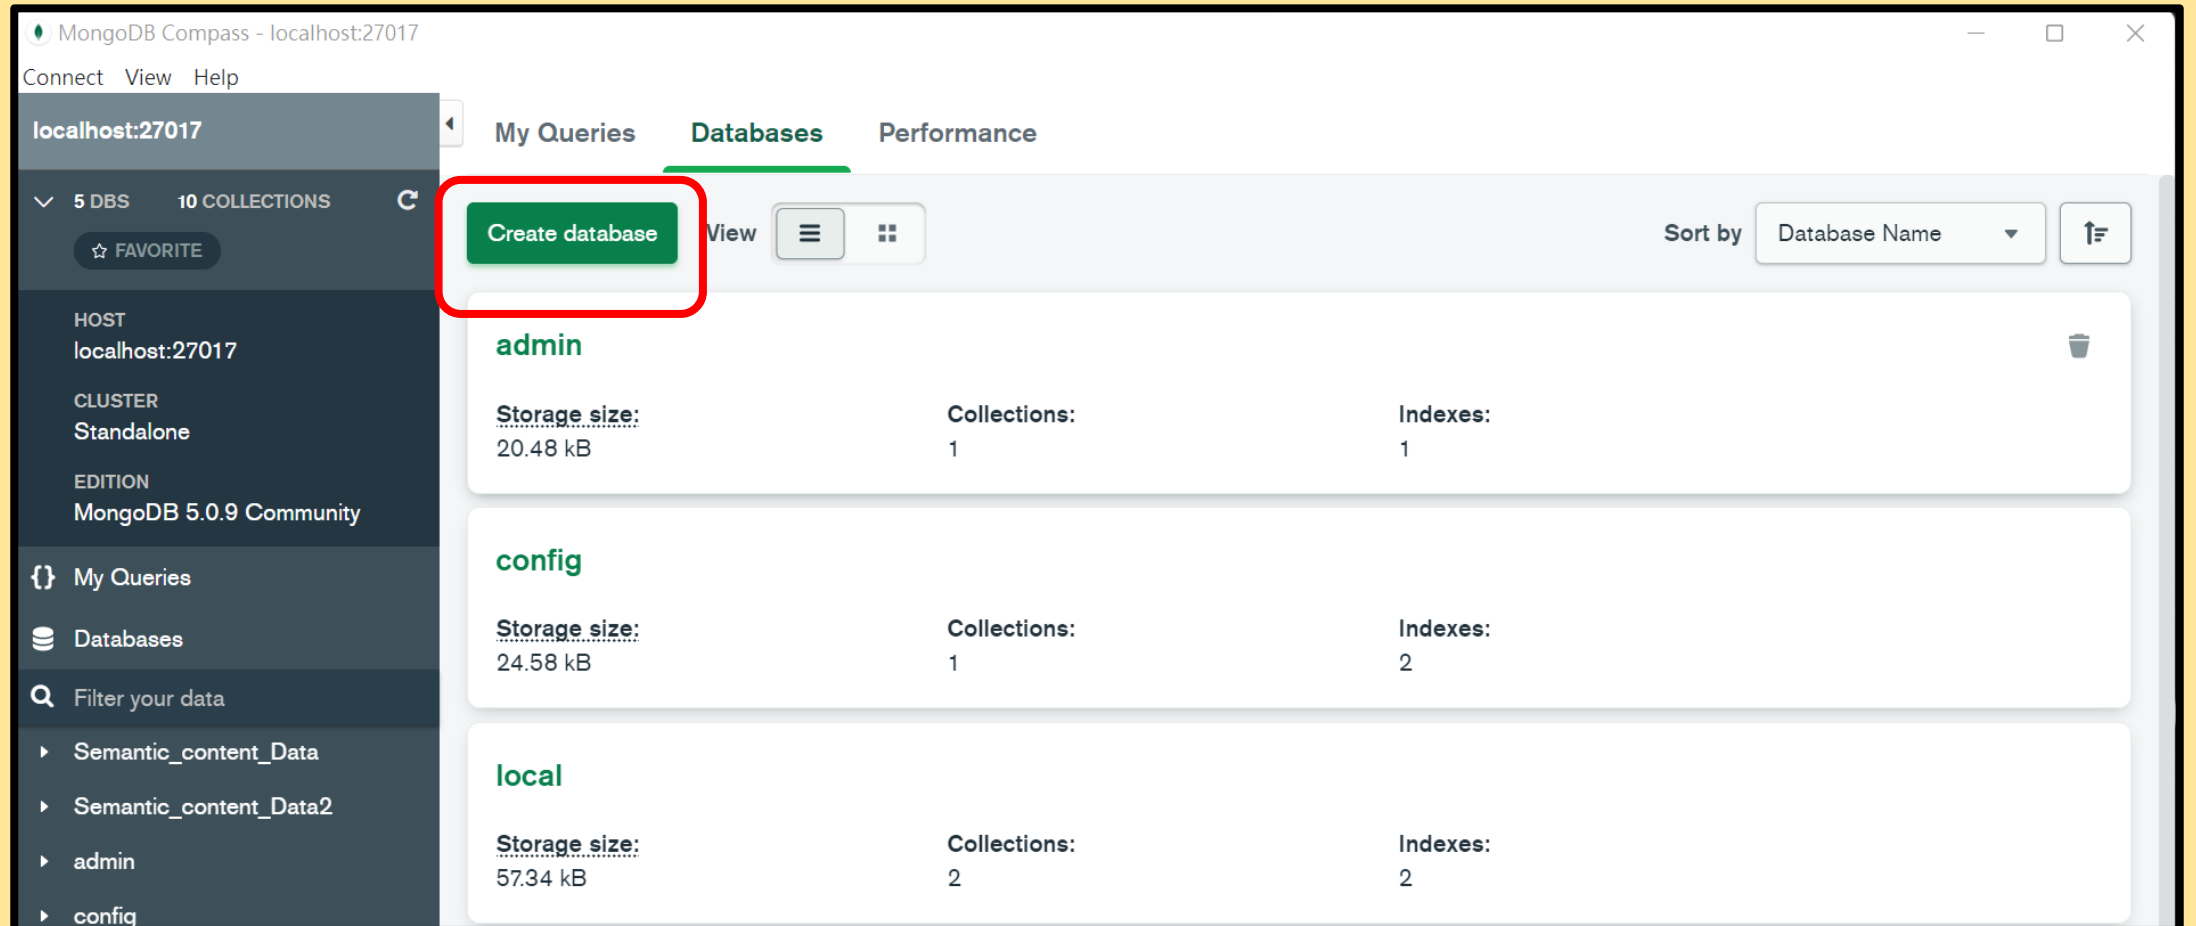 MongoDB Compass - localhost:27017
Connect View Help
localhost:27017
5 DBS 10 COLLECTIONS
FAVORITE
HOST
localhost:27017
CLUSTER
Standalone
EDITION
MongoDB 5.0.9 Community
{} My Queries
Databases
Filter your data
Semantic_content_Data
Semantic_content_Data2
admin
config
My Queries Databases Performance
Create database View Sort by Database Name
admin
Storage size: Collections: Indexes:
20.48 kB 1 1
config
Storage size: Collections: Indexes:
24.58 kB 1 2
local
Storage size: Collections: Indexes:
57.34 kB 2 2